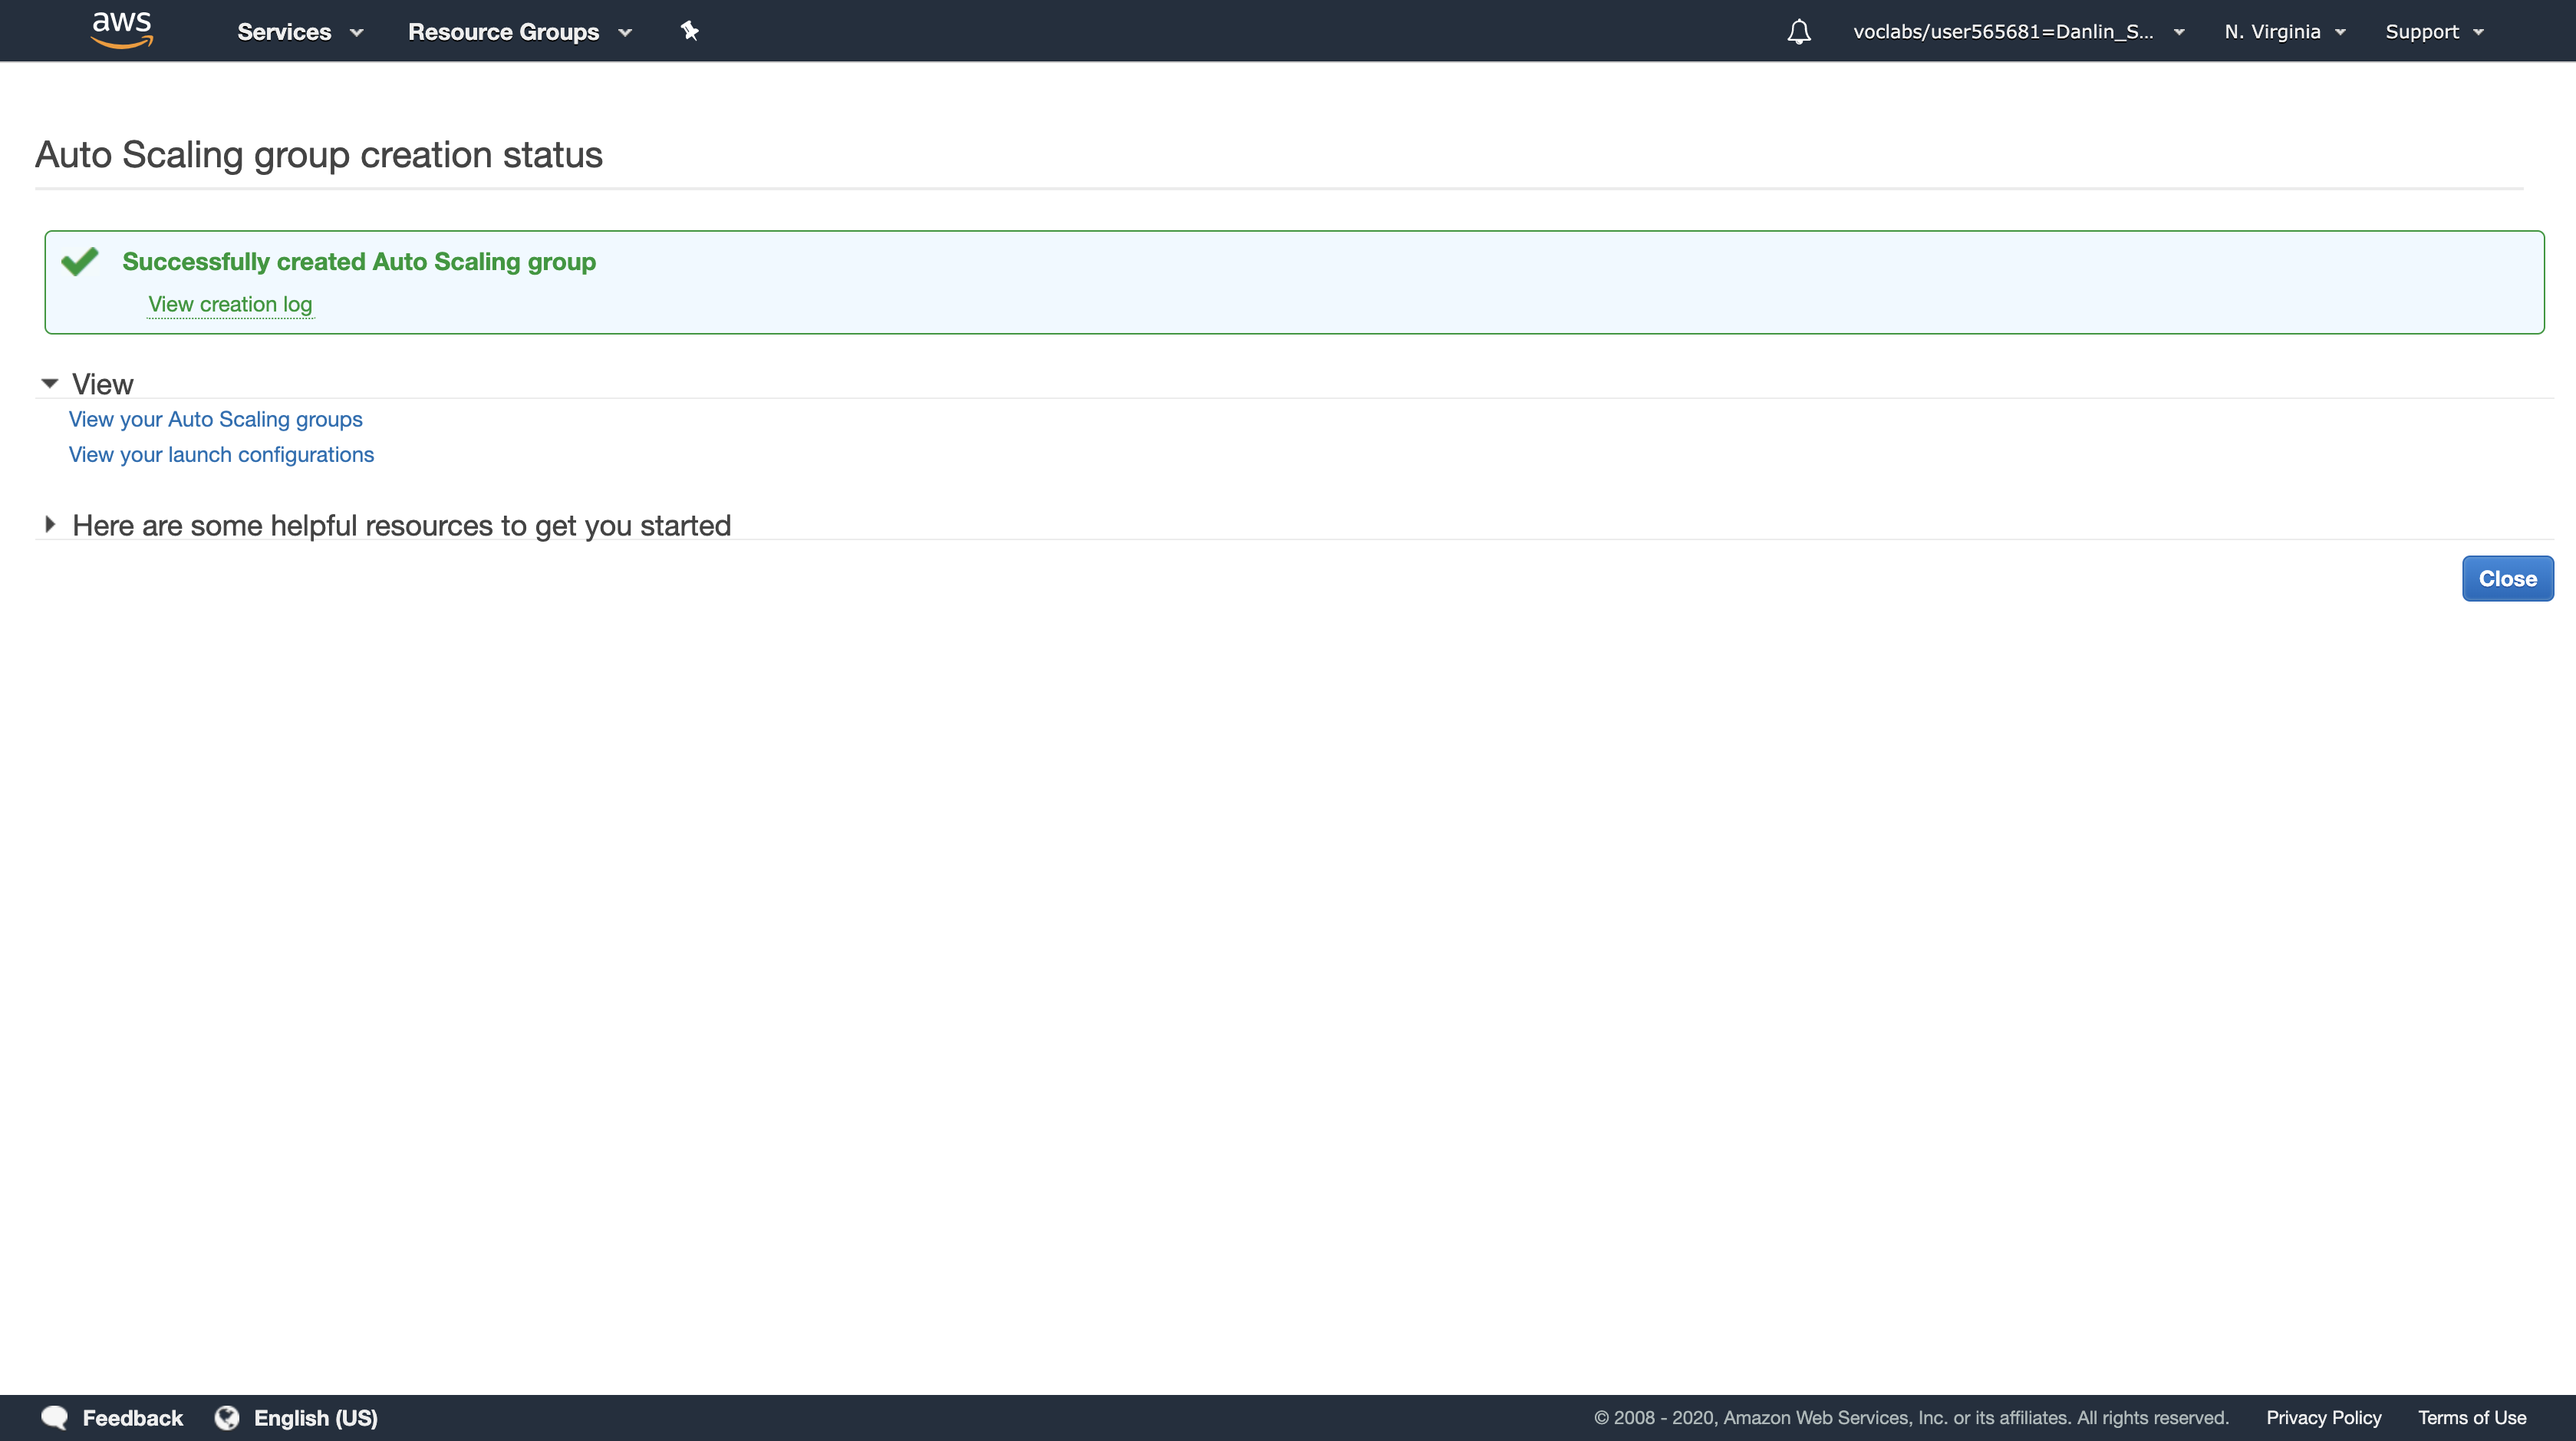 aws Services Resource Groups voclabs/user565681=Danlin_S... N. Virginia Support
Auto Scaling group creation status
Successfully created Auto Scaling group
View creation log
View
View your Auto Scaling groups
View your launch configurations
Here are some helpful resources to get you started
Close
Feedback English (US) © 2008 - 2020, Amazon Web Services, Inc. or its affiliates. All rights reserved. Privacy Policy Terms of Use